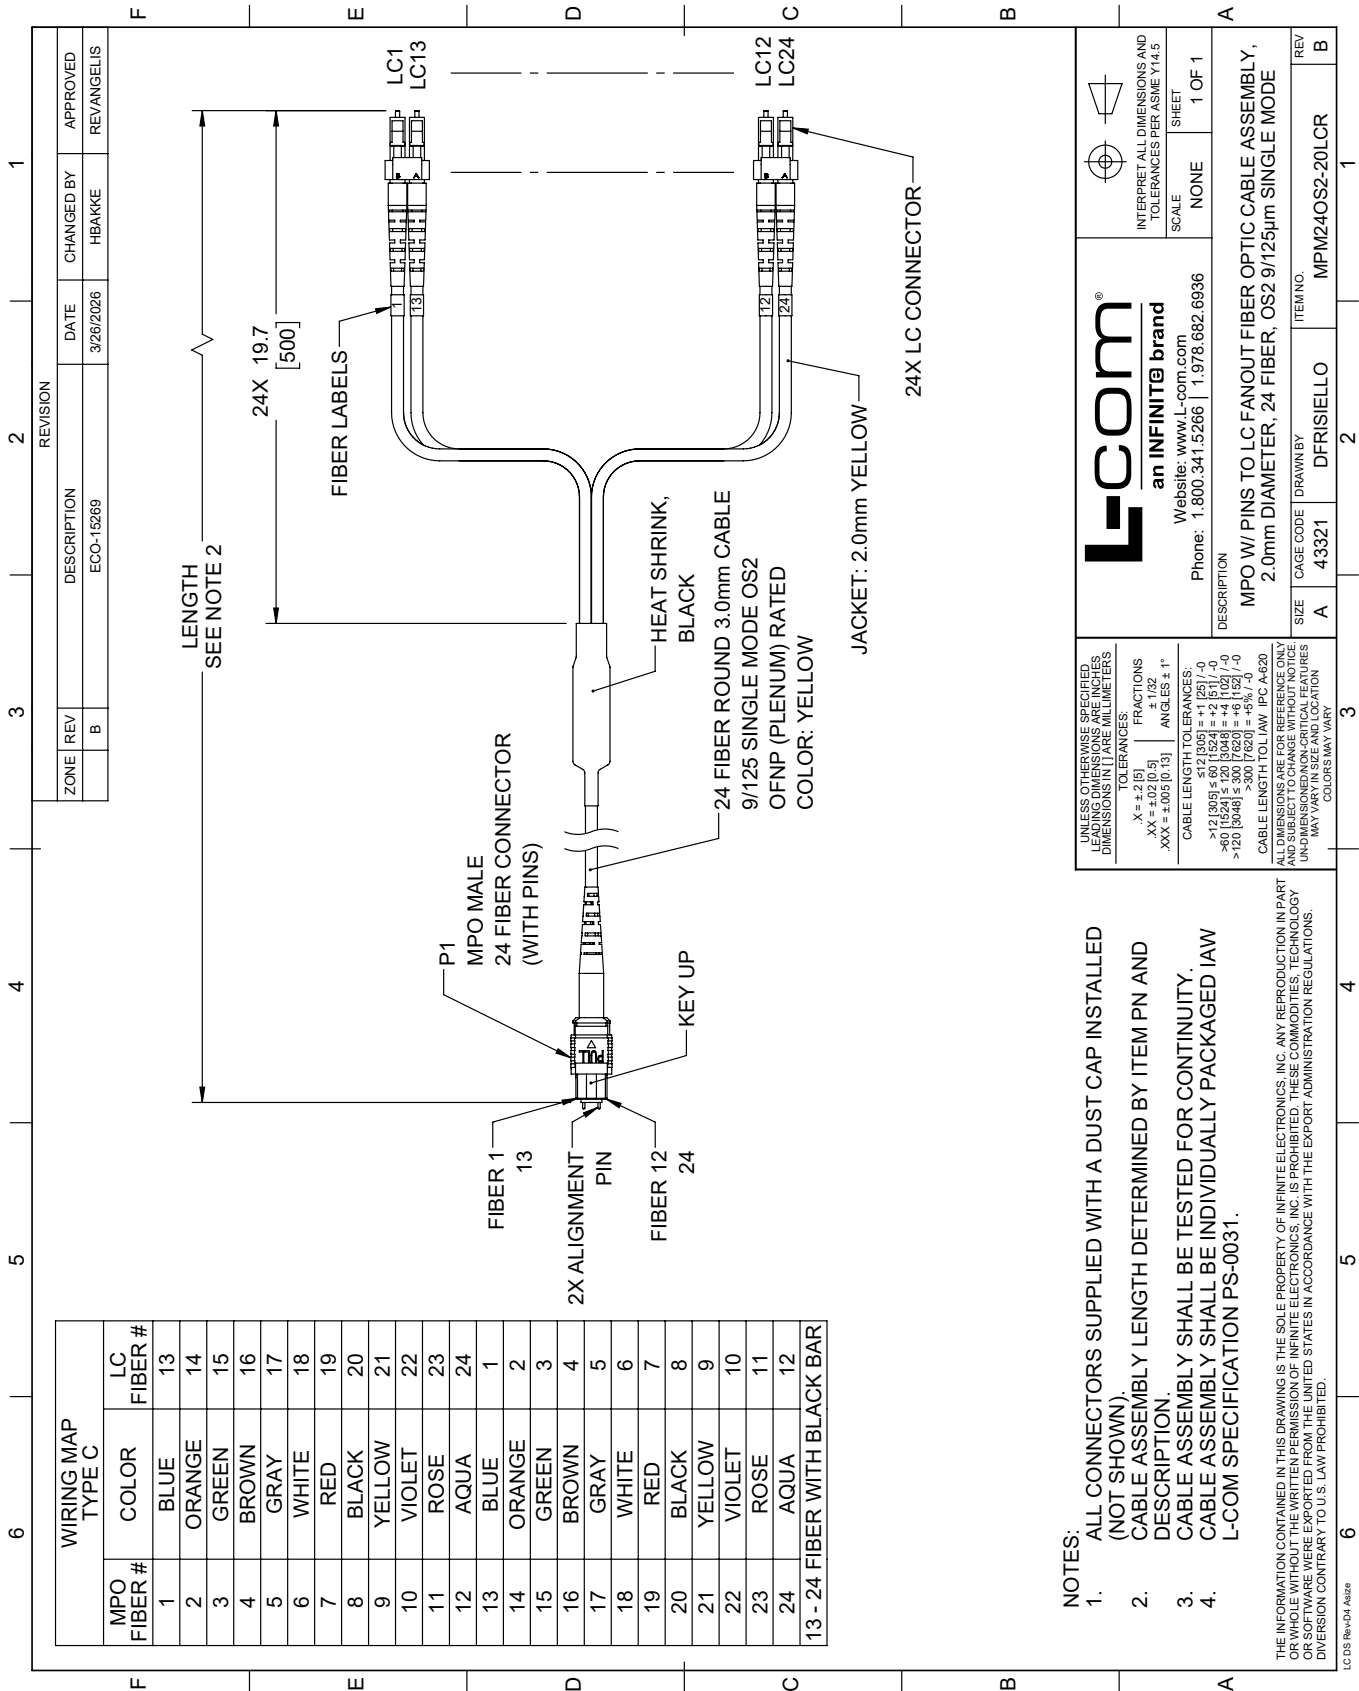 REVISION
ZONE REV DESCRIPTION DATE CHANGED BY APPROVED
B ECO-15269 3/26/2026 HBAKKE REVANGELIS
6 5 4 3 2 1
F
E
D
C
B
A
WIRING MAP
TYPE C
MPO FIBER # COLOR LC FIBER #
1 BLUE 13
2 ORANGE 14
3 GREEN 15
4 BROWN 16
5 GRAY 17
6 WHITE 18
7 RED 19
8 BLACK 20
9 YELLOW 21
10 VIOLET 22
11 ROSE 23
12 AQUA 24
13 BLUE 1
14 ORANGE 2
15 GREEN 3
16 BROWN 4
17 GRAY 5
18 WHITE 6
19 RED 7
20 BLACK 8
21 YELLOW 9
22 VIOLET 10
23 ROSE 11
24 AQUA 12
13 - 24 FIBER WITH BLACK BAR
LENGTH
SEE NOTE 2
24X 19.7
[500]
FIBER LABELS
LC1
LC13
B
A
1
13
P1
MPO MALE
24 FIBER CONNECTOR
(WITH PINS)
FIBER 1
13
2X ALIGNMENT
PIN
FIBER 12
24
PULL
KEY UP
HEAT SHRINK,
BLACK
24 FIBER ROUND 3.0mm CABLE
9/125 SINGLE MODE OS2
OFNP (PLENUM) RATED
COLOR: YELLOW
LC12
LC24
B
A
12
24
JACKET: 2.0mm YELLOW
24X LC CONNECTOR
NOTES:
1. ALL CONNECTORS SUPPLIED WITH A DUST CAP INSTALLED
(NOT SHOWN).
2. CABLE ASSEMBLY LENGTH DETERMINED BY ITEM PN AND
DESCRIPTION.
3. CABLE ASSEMBLY SHALL BE TESTED FOR CONTINUITY.
4. CABLE ASSEMBLY SHALL BE INDIVIDUALLY PACKAGED IAW
L-COM SPECIFICATION PS-0031.
THE INFORMATION CONTAINED IN THIS DRAWING IS THE SOLE PROPERTY OF INFINITE ELECTRONICS, INC. ANY REPRODUCTION IN PART
OR WHOLE WITHOUT THE WRITTEN PERMISSION OF INFINITE ELECTRONICS, INC. IS PROHIBITED. THESE COMMODITIES, TECHNOLOGY
OR SOFTWARE WERE EXPORTED FROM THE UNITED STATES IN ACCORDANCE WITH THE EXPORT ADMINISTRATION REGULATIONS.
DIVERSION CONTRARY TO U.S. LAW PROHIBITED.
UNLESS OTHERWISE SPECIFIED
LEADING DIMENSIONS ARE INCHES
DIMENSIONS IN [ ] ARE MILLIMETERS
TOLERANCES:
.X = ±.2 [5] FRACTIONS
.XX = ±.02 [0.5] ± 1/32
.XXX = ±.005 [0.13] ANGLES ± 1°
CABLE LENGTH TOLERANCES:
≤12 [305] = +1 [25] / -0
>12 [305] ≤ 60 [1524] = +2 [51] / -0
>60 [1524] ≤ 120 [3048] = +4 [102] / -0
>120 [3048] ≤ 300 [7620] = +6 [152] / -0
>300 [7620] = +5% / -0
CABLE LENGTH TOL IAW IPC A-620
ALL DIMENSIONS ARE FOR REFERENCE ONLY
AND SUBJECT TO CHANGE WITHOUT NOTICE.
UN-DIMENSIONED/NON-CRITICAL FEATURES
MAY VARY IN SIZE AND LOCATION
COLORS MAY VARY
L-com®
an INFINIT@ brand
Website: www.L-com.com
Phone: 1.800.341.5266 | 1.978.682.6936
INTERPRET ALL DIMENSIONS AND
TOLERANCES PER ASME Y14.5
SCALE SHEET
NONE 1 OF 1
DESCRIPTION
MPO W/ PINS TO LC FANOUT FIBER OPTIC CABLE ASSEMBLY,
2.0mm DIAMETER, 24 FIBER, OS2 9/125µm SINGLE MODE
SIZE CAGE CODE DRAWN BY ITEM NO. REV
A 43321 DFRISIELLO MPM24OS2-20LCR B
F
E
D
C
B
A
6 5 4 3 2 1
LC DS Rev-D4 Asize